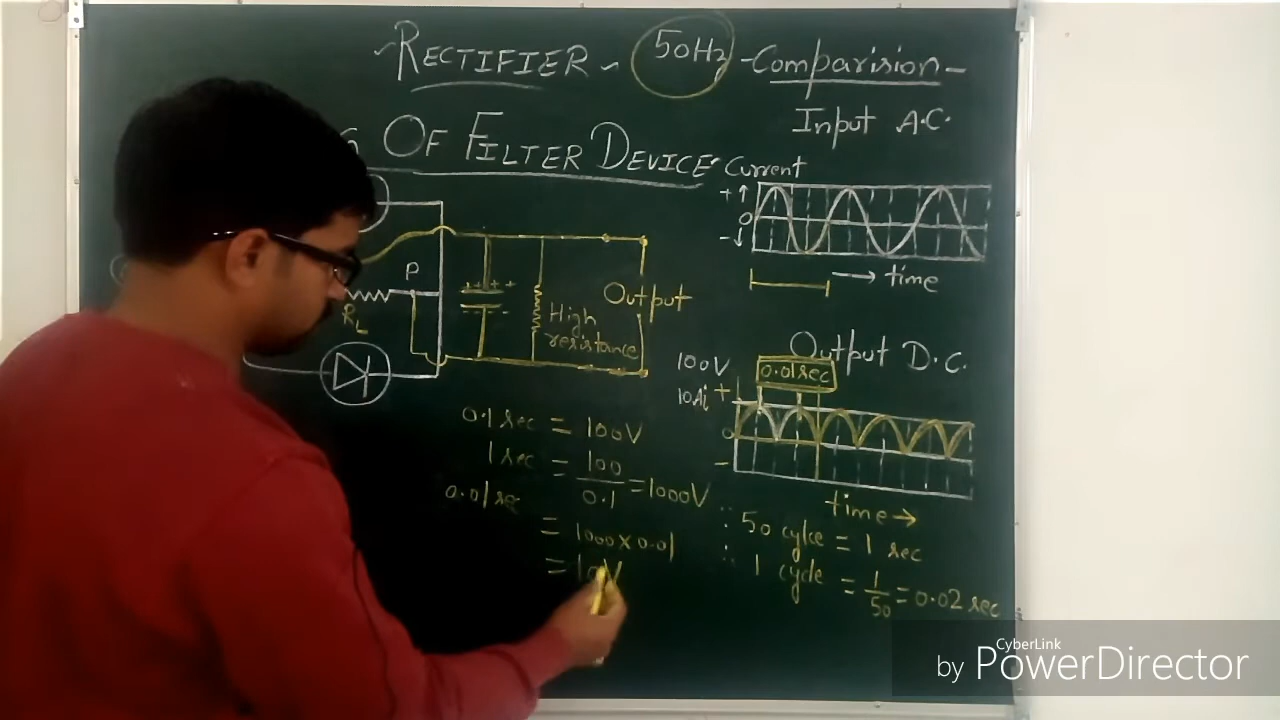 ~RECTIFIER~ 50Hz -Comparision-
Input A.C.
OF FILTER DEVICE.
Current
+ ↑
0
- ↓
→ time
P
RL
+ +
High
resistance
Output
Output D.C.
100V
0.01sec
+
0
-
time→
0.1 sec = 100V
1 sec = 100/0.1 = 1000V
0.01 sec
= 1000×0.01
= 10V
∵ 50 cylce = 1 sec
∴ 1 cycle = 1/50 = 0.02 sec
CyberLink
by PowerDirector